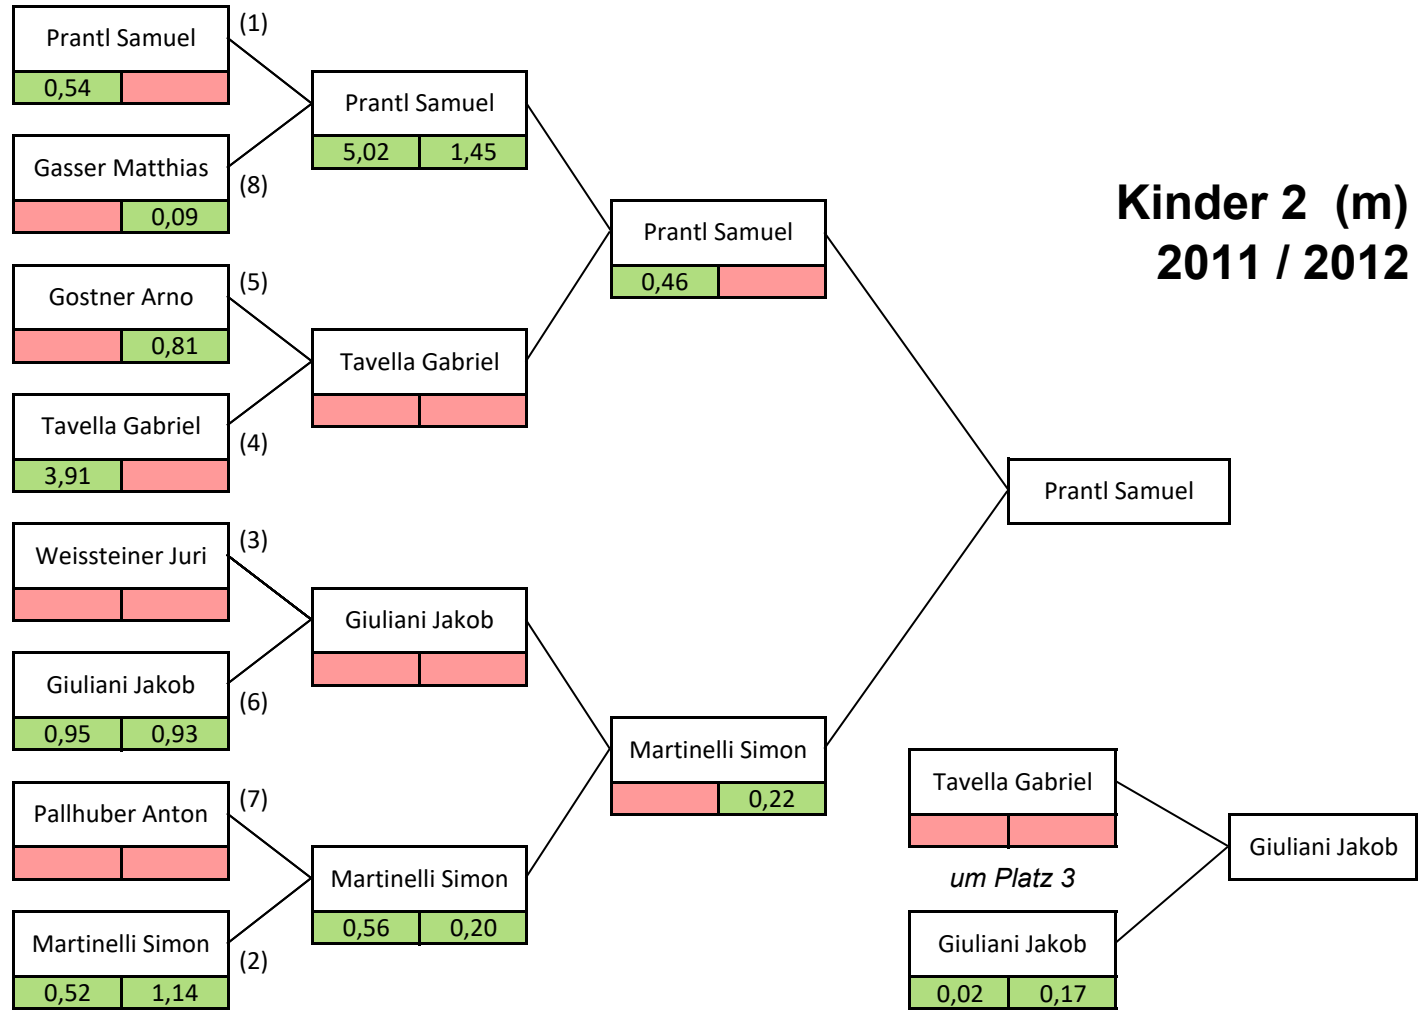 Prantl Samuel
(1)
0,54
Gasser Matthias
(8)
0,09
Gostner Arno
(5)
0,81
Tavella Gabriel
(4)
3,91
Weissteiner Juri
(3)
Giuliani Jakob
(6)
0,95 0,93
Pallhuber Anton
(7)
Martinelli Simon
(2)
0,52 1,14
Prantl Samuel
5,02 1,45
Tavella Gabriel
Giuliani Jakob
Martinelli Simon
0,56 0,20
Prantl Samuel
0,46
Martinelli Simon
0,22
Kinder 2 (m)
2011 / 2012
Prantl Samuel
Tavella Gabriel
um Platz 3
Giuliani Jakob
0,02 0,17
Giuliani Jakob